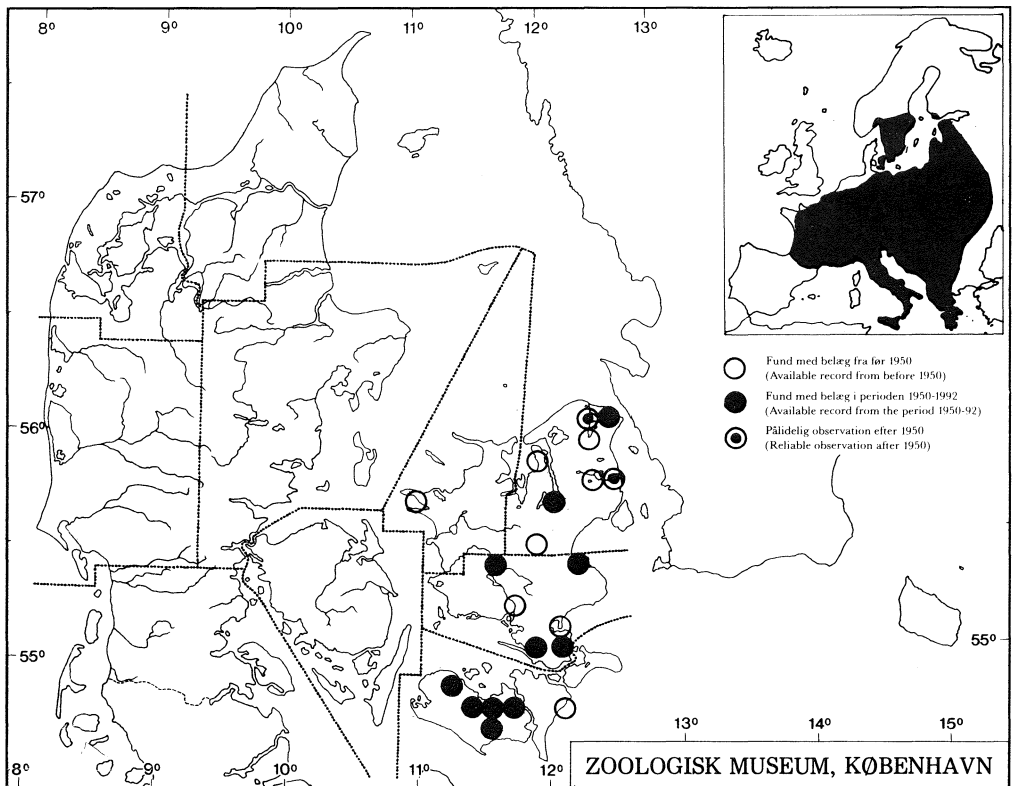 8° 9° 10° 11° 12° 13°
57°
56°
55° 55°
Fund med belæg fra før 1950
(Available record from before 1950)
Fund med belæg i perioden 1950-1992
(Available record from the period 1950-92)
Pålidelig observation efter 1950
(Reliable observation after 1950)
13° 14° 15°
8° 9° 10° 11° 12°
ZOOLOGISK MUSEUM, KØBENHAVN